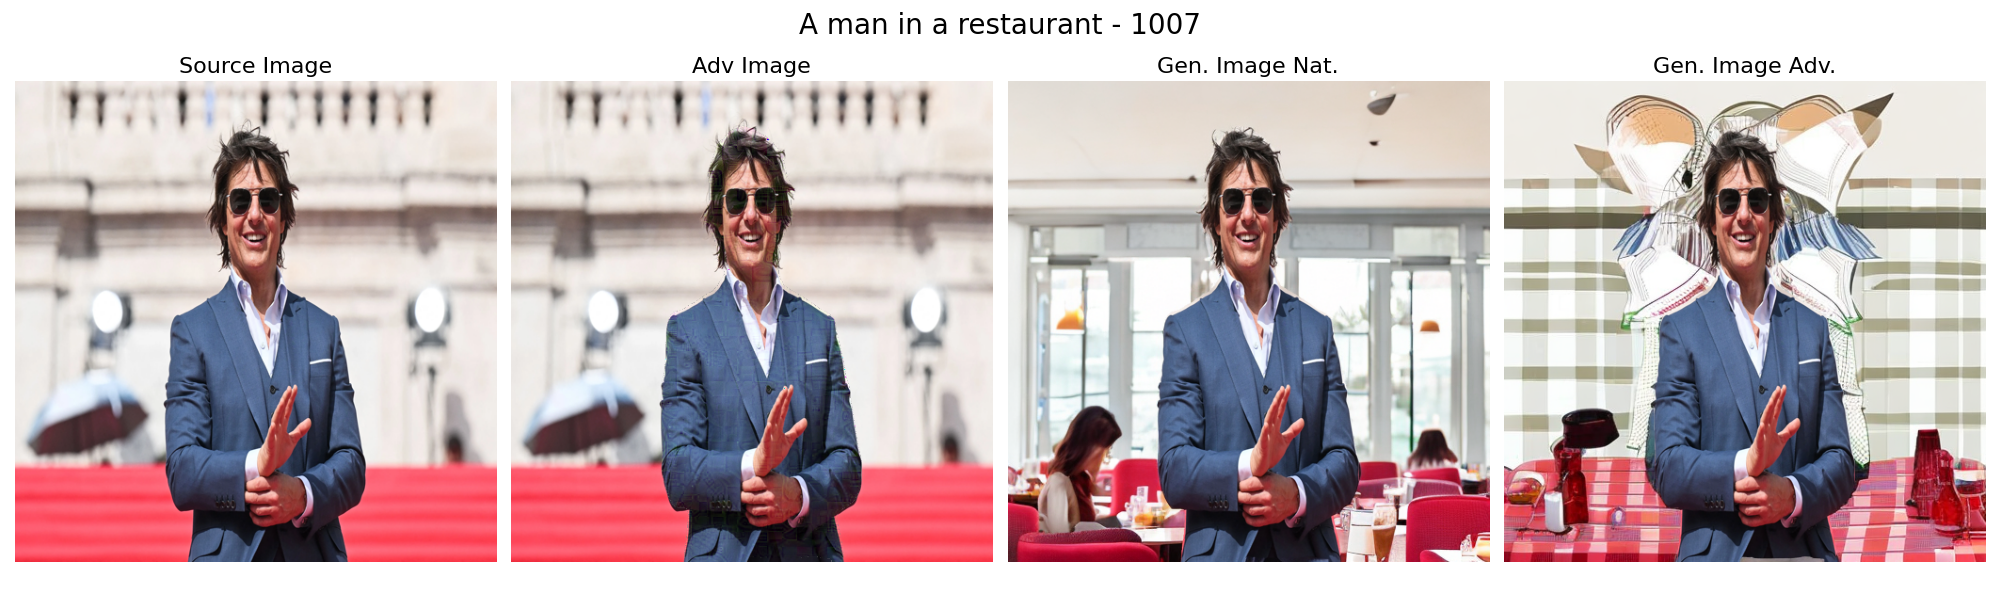 A man in a restaurant - 1007
Source Image
Adv Image
Gen. Image Nat.
Gen. Image Adv.